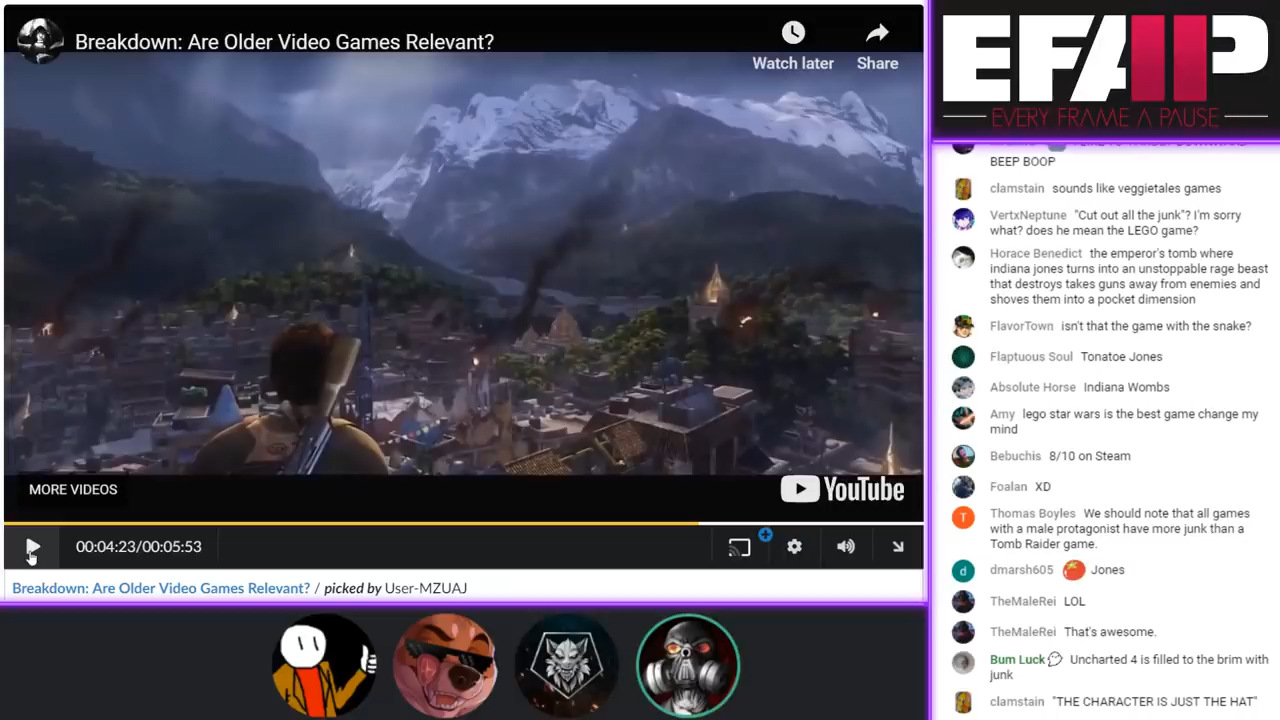 Breakdown: Are Older Video Games Relevant?
Watch later
Share
MORE VIDEOS
YouTube
00:04:23/00:05:53
Breakdown: Are Older Video Games Relevant? / picked by User-MZUAJ
EFAP
EVERY FRAME A PAUSE
BEEP BOOP
clamstain sounds like veggietales games
VertxNeptune "Cut out all the junk"? I'm sorry
what? does he mean the LEGO game?
Horace Benedict the emperor's tomb where
indiana jones turns into an unstoppable rage beast
that destroys takes guns away from enemies and
shoves them into a pocket dimension
FlavorTown isn't that the game with the snake?
Flaptuous Soul Tonatoe Jones
Absolute Horse Indiana Wombs
Amy lego star wars is the best game change my
mind
Bebuchis 8/10 on Steam
Foalan XD
T
Thomas Boyles We should note that all games
with a male protagonist have more junk than a
Tomb Raider game.
d
dmarsh605 Jones
TheMaleRei LOL
TheMaleRei That's awesome.
Bum Luck Uncharted 4 is filled to the brim with
junk
clamstain "THE CHARACTER IS JUST THE HAT"